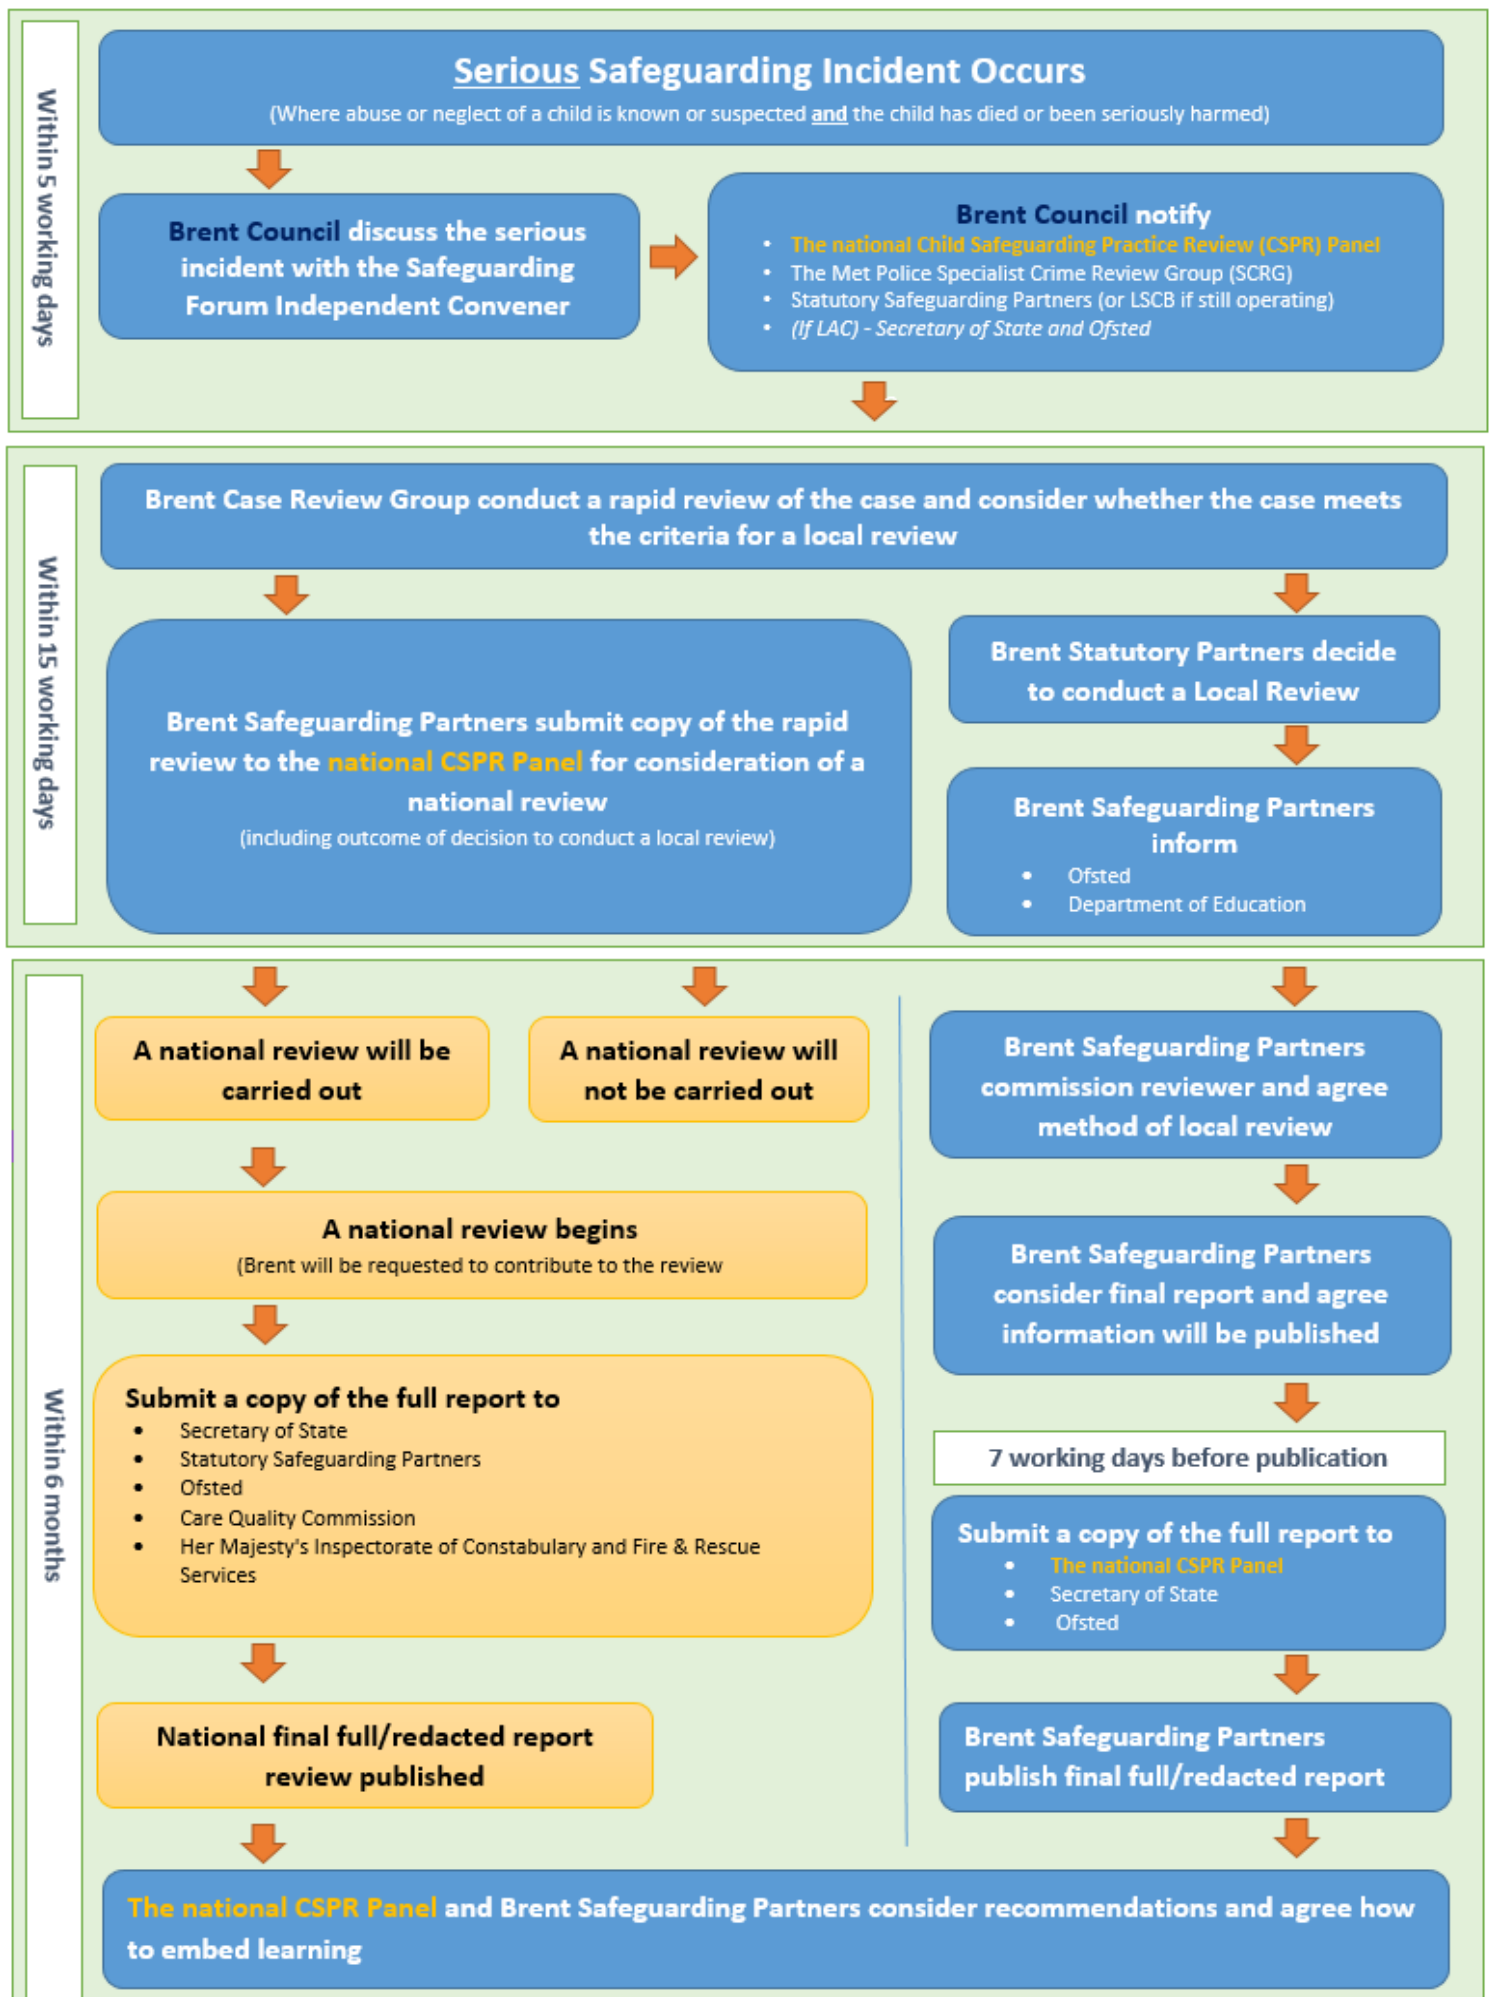 Within 5 working days
Serious Safeguarding Incident Occurs
(Where abuse or neglect of a child is known or suspected and the child has died or been seriously harmed)
Brent Council discuss the serious
incident with the Safeguarding
Forum Independent Convener
Brent Council notify
• The national Child Safeguarding Practice Review (CSPR) Panel
• The Met Police Specialist Crime Review Group (SCRG)
• Statutory Safeguarding Partners (or LSCB if still operating)
• (If LAC) - Secretary of State and Ofsted
Within 15 working days
Brent Case Review Group conduct a rapid review of the case and consider whether the case meets
the criteria for a local review
Brent Safeguarding Partners submit copy of the rapid
review to the national CSPR Panel for consideration of a
national review
(including outcome of decision to conduct a local review)
Brent Statutory Partners decide
to conduct a Local Review
Brent Safeguarding Partners
inform
• Ofsted
• Department of Education
Within 6 months
A national review will be
carried out
A national review will
not be carried out
A national review begins
(Brent will be requested to contribute to the review
Submit a copy of the full report to
• Secretary of State
• Statutory Safeguarding Partners
• Ofsted
• Care Quality Commission
• Her Majesty's Inspectorate of Constabulary and Fire & Rescue
Services
National final full/redacted report
review published
Brent Safeguarding Partners
commission reviewer and agree
method of local review
Brent Safeguarding Partners
consider final report and agree
information will be published
7 working days before publication
Submit a copy of the full report to
• The national CSPR Panel
• Secretary of State
• Ofsted
Brent Safeguarding Partners
publish final full/redacted report
The national CSPR Panel and Brent Safeguarding Partners consider recommendations and agree how
to embed learning